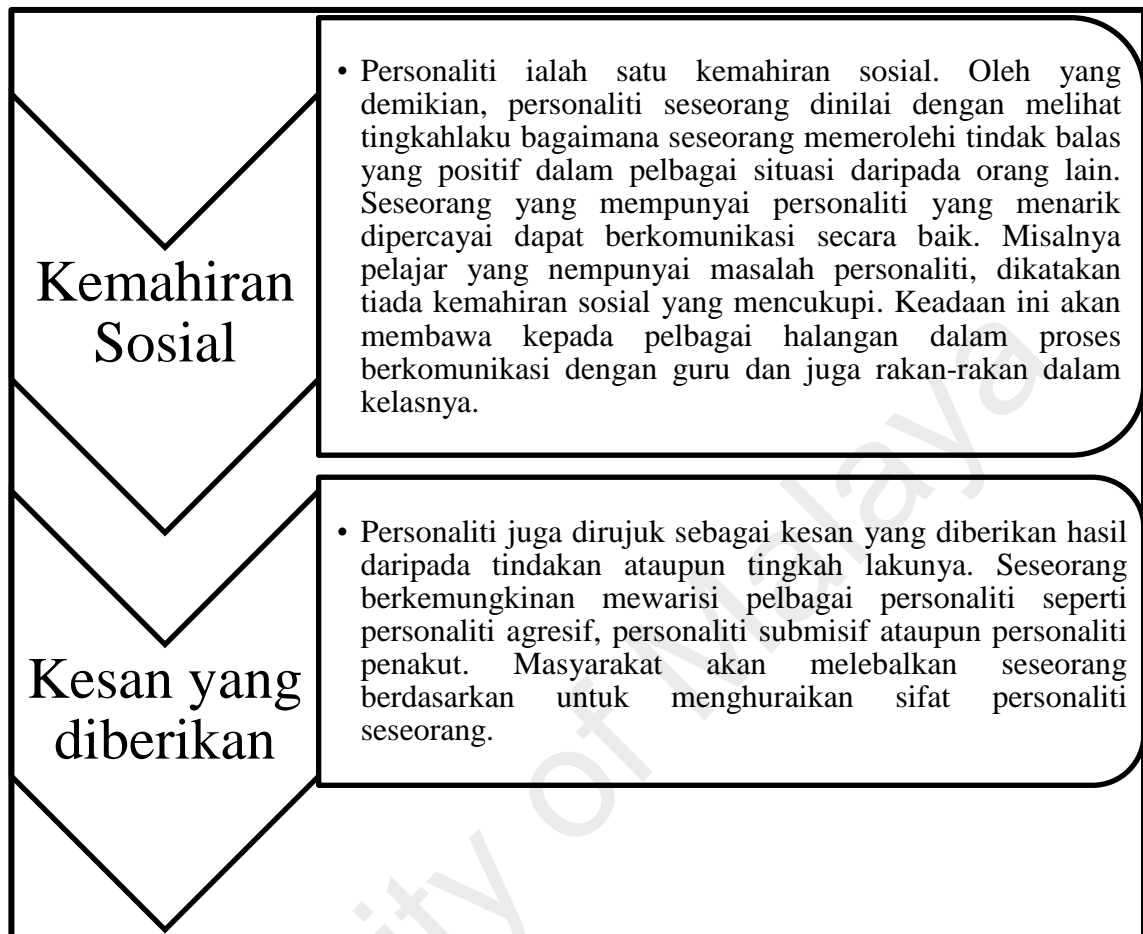 • Personaliti ialah satu kemahiran sosial. Oleh yang
demikian, personaliti seseorang dinilai dengan melihat
tingkahlaku bagaimana seseorang memerolehi tindak balas
yang positif dalam pelbagai situasi daripada orang lain.
Seseorang yang mempunyai personaliti yang menarik
dipercayai dapat berkomunikasi secara baik. Misalnya
pelajar yang nempunyai masalah personaliti, dikatakan
tiada kemahiran sosial yang mencukupi. Keadaan ini akan
membawa kepada pelbagai halangan dalam proses
berkomunikasi dengan guru dan juga rakan-rakan dalam
kelasnya.
Kemahiran
Sosial
• Personaliti juga dirujuk sebagai kesan yang diberikan hasil
daripada tindakan ataupun tingkah lakunya. Seseorang
berkemungkinan mewarisi pelbagai personaliti seperti
personaliti agresif, personaliti submisif ataupun personaliti
penakut. Masyarakat akan melebalkan seseorang
berdasarkan untuk menghuraikan sifat personaliti
seseorang.
Kesan yang
diberikan
ity of Malaya